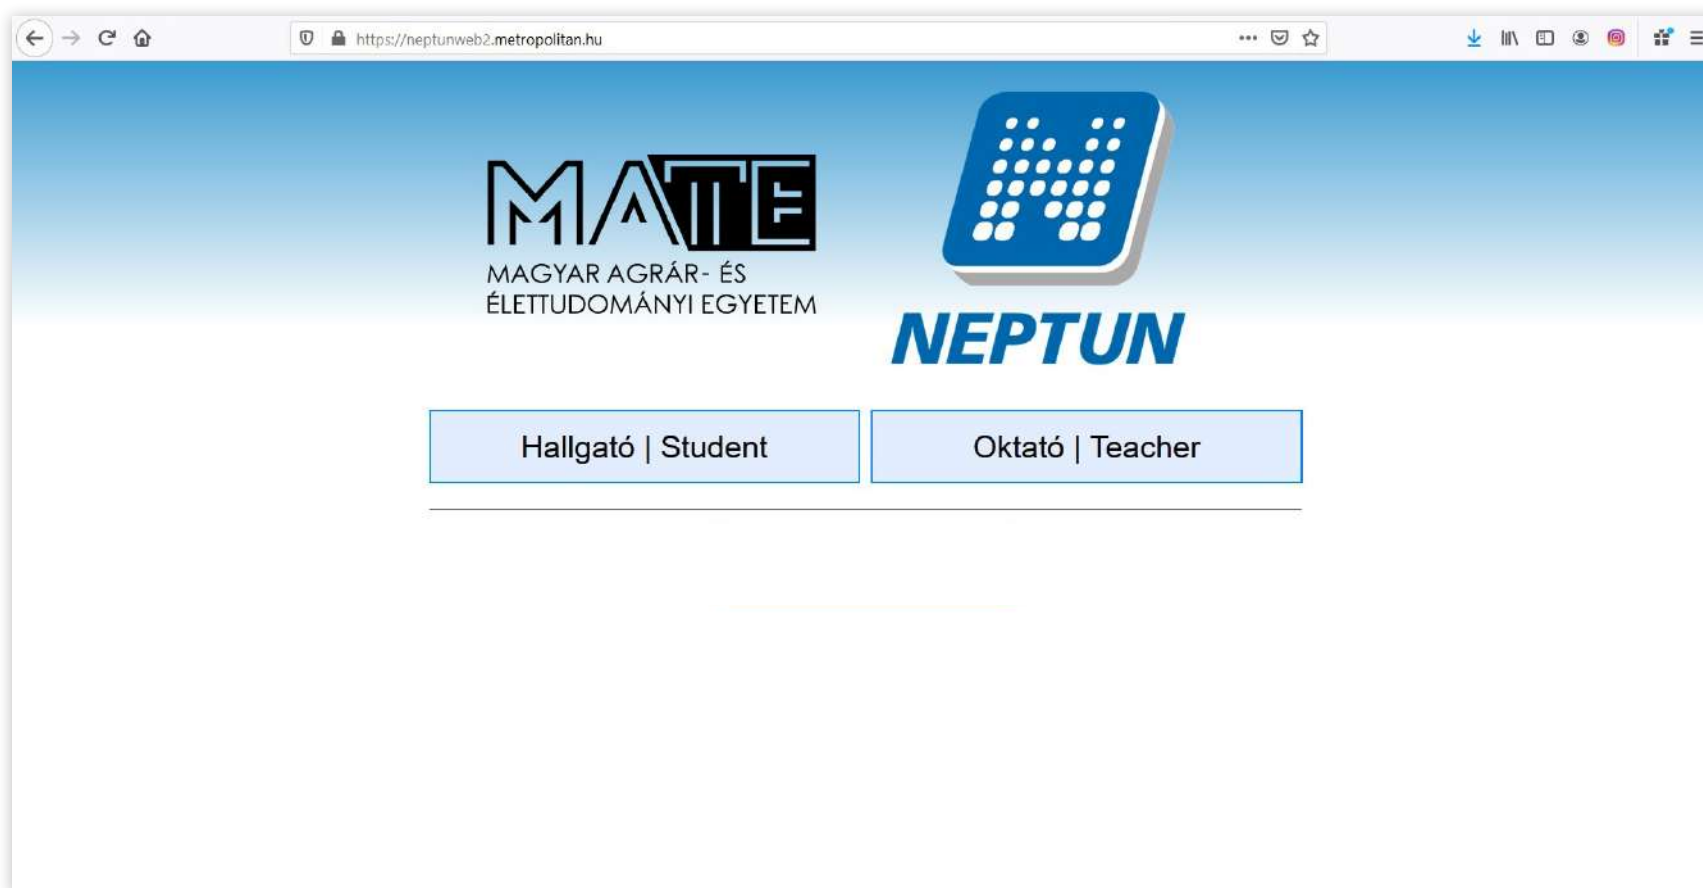 https://neptunweb2.metropolitan.hu
MATE
MAGYAR AGRÁR- ÉS
ÉLETTUDOMÁNYI EGYETEM
NEPTUN
Hallgató | Student
Oktató | Teacher